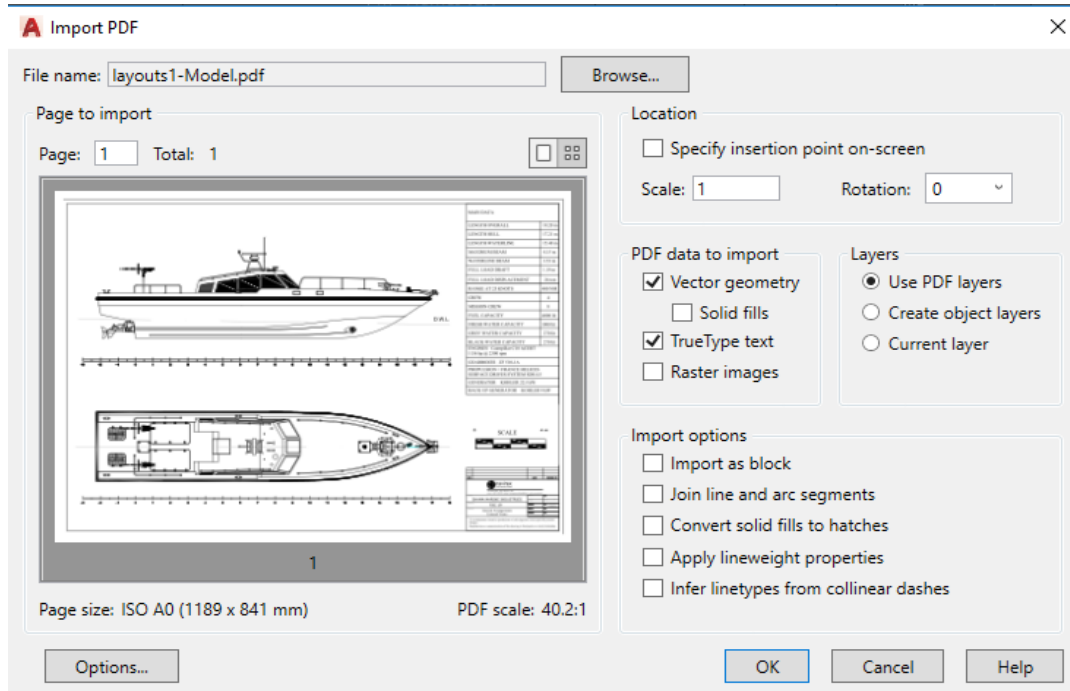 Import PDF
File name: layouts1-Model.pdf Browse...
Page to import
Page: 1 Total: 1
D.W.L
SCALE
1
Page size: ISO A0 (1189 x 841 mm) PDF scale: 40.2:1
Location
Specify insertion point on-screen
Scale: 1 Rotation: 0
PDF data to import
Vector geometry
Solid fills
TrueType text
Raster images
Layers
Use PDF layers
Create object layers
Current layer
Import options
Import as block
Join line and arc segments
Convert solid fills to hatches
Apply lineweight properties
Infer linetypes from collinear dashes
Options... OK Cancel Help